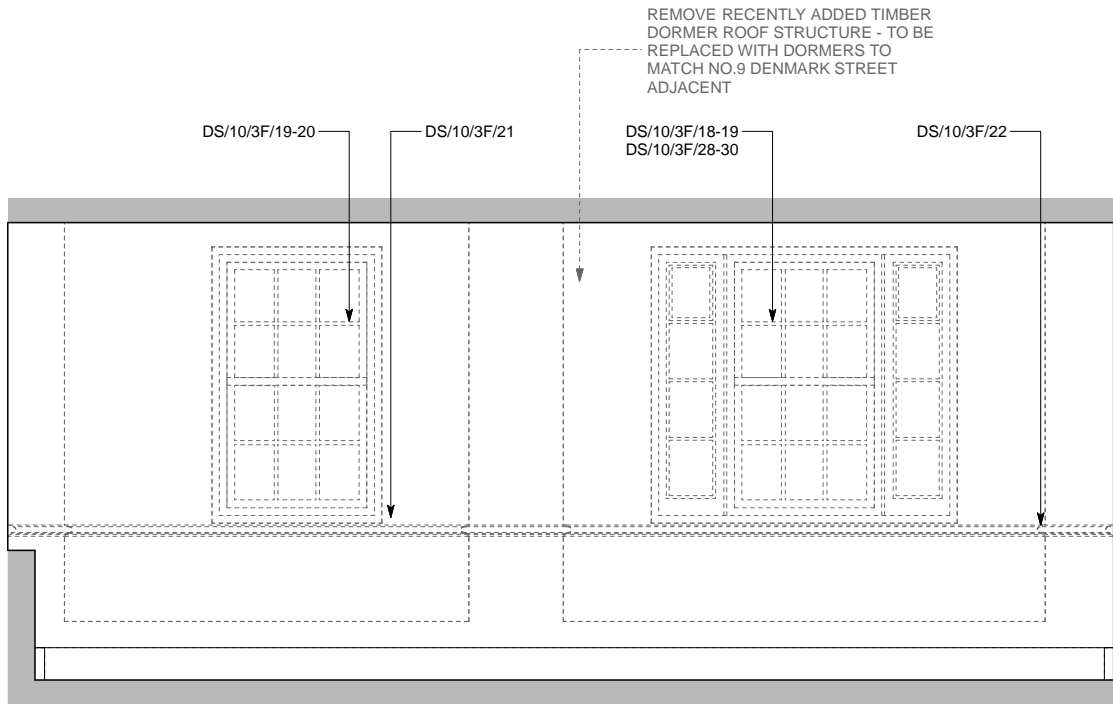 REMOVE RECENTLY ADDED TIMBER
DORMER ROOF STRUCTURE - TO BE
REPLACED WITH DORMERS TO
MATCH NO.9 DENMARK STREET
ADJACENT
DS/10/3F/19-20
DS/10/3F/21
DS/10/3F/18-19
DS/10/3F/28-30
DS/10/3F/22